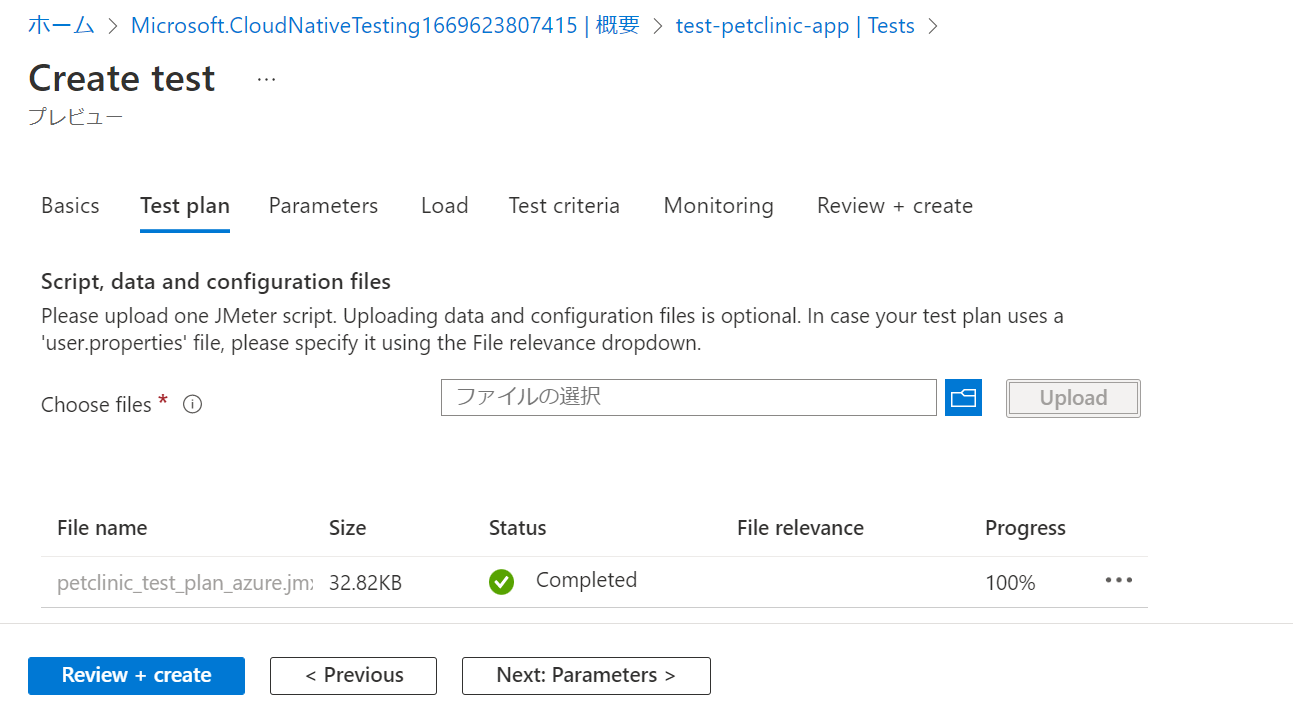 ホーム > Microsoft.CloudNativeTesting1669623807415 | 概要 > test-petclinic-app | Tests >
Create test ...
プレビュー
Basics Test plan Parameters Load Test criteria Monitoring Review + create
Script, data and configuration files
Please upload one JMeter script. Uploading data and configuration files is optional. In case your test plan uses a
'user.properties' file, please specify it using the File relevance dropdown.
Choose files * ファイルの選択 Upload
File name Size Status File relevance Progress
petclinic_test_plan_azure.jmx 32.82KB Completed 100% ...
Review + create < Previous Next: Parameters >